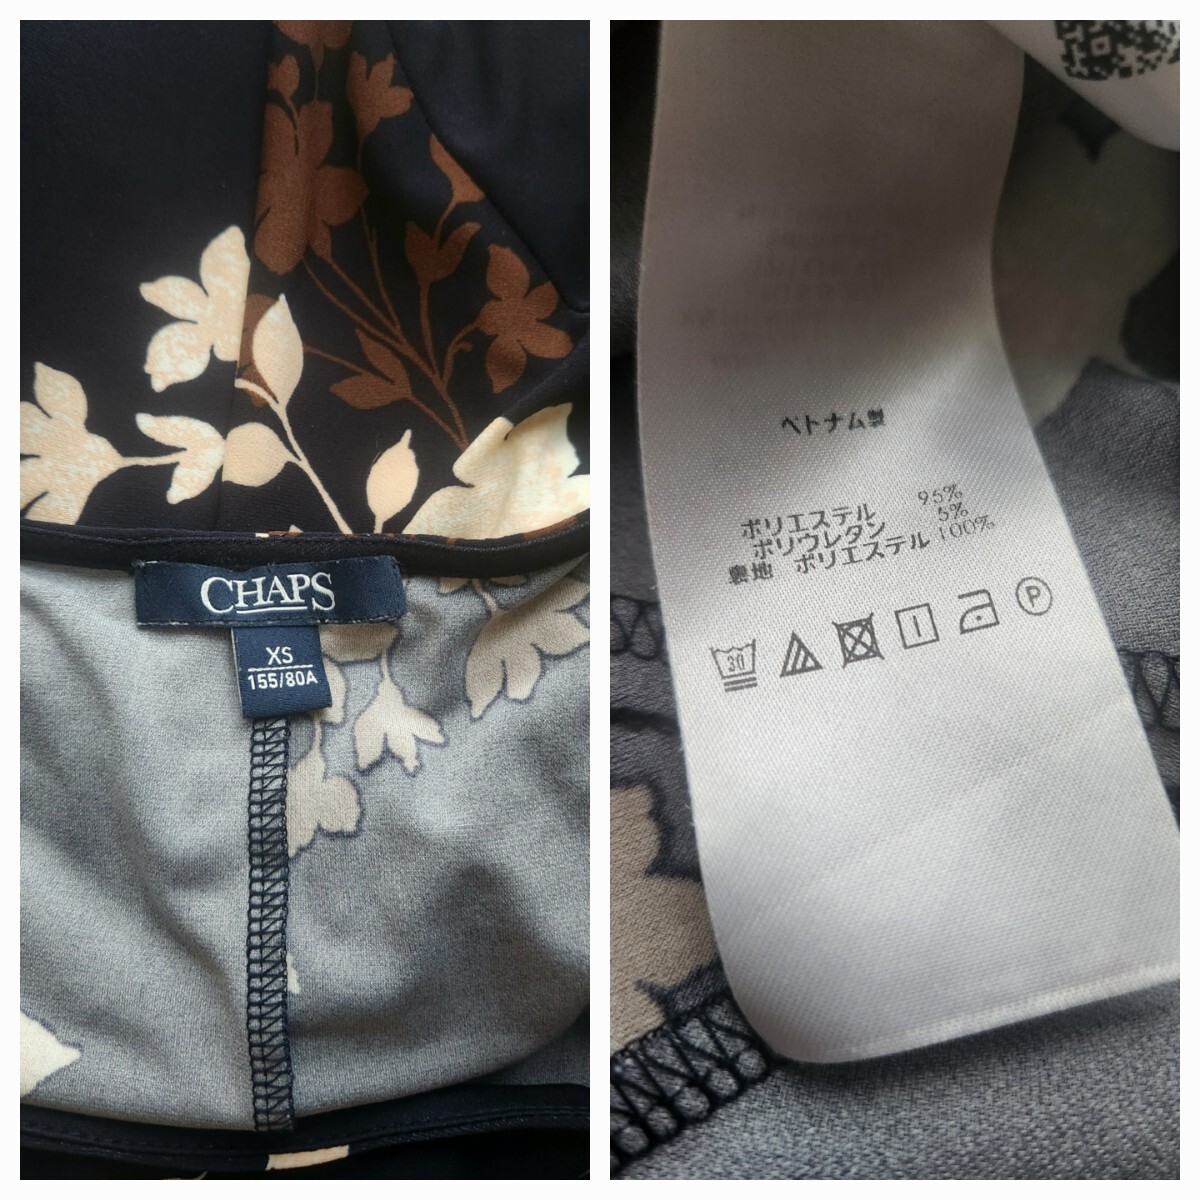 CHAPS
XS
155/80A
ベトナム製
ポリエステル 95%
ポリウレタン 5%
裏地 ポリエステル 100%
30
P